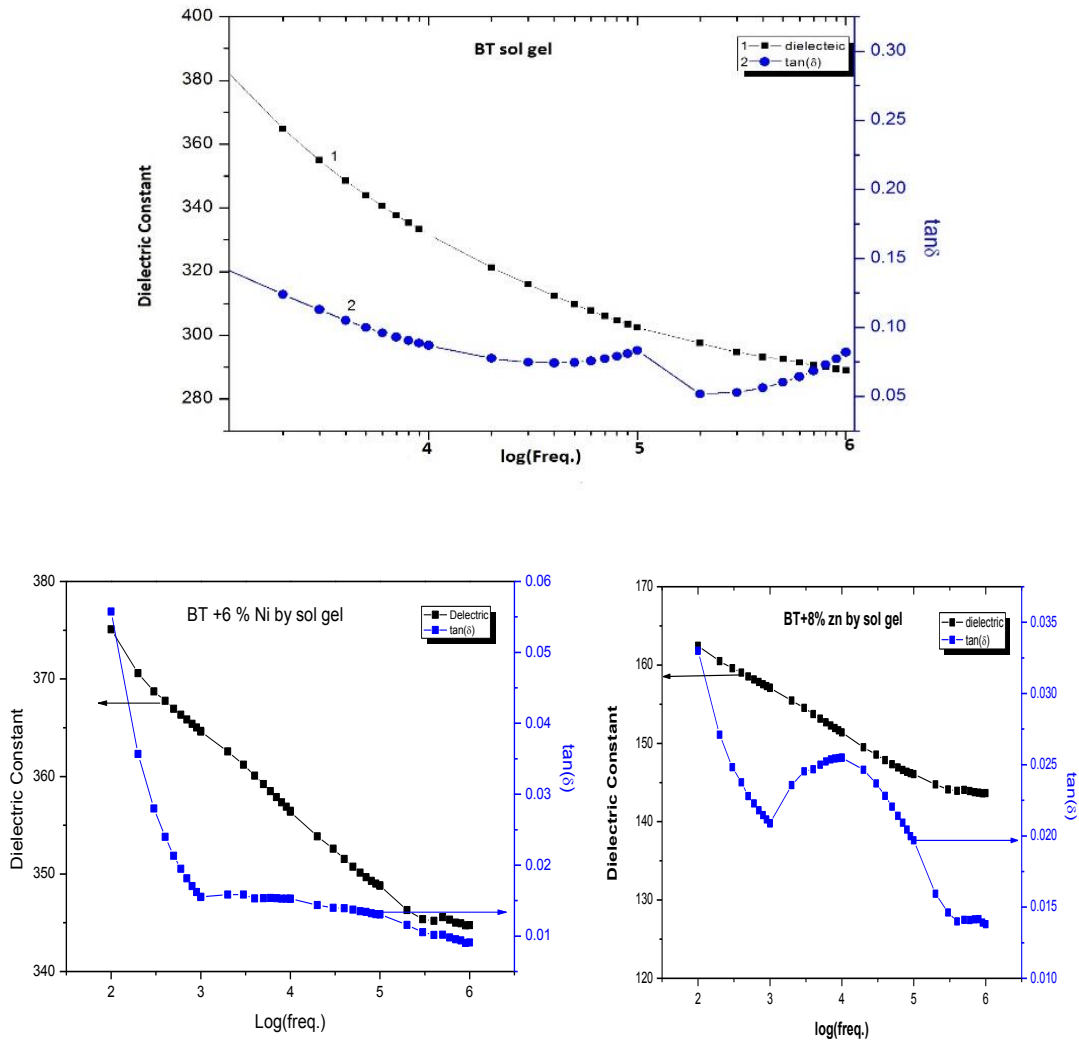 BT sol gel
1 dielecteic
2 tan(δ)
400
380
360
340
320
300
280
Dielectric Constant
0.30
0.25
0.20
0.15
0.10
0.05
tanδ
1
2
4
5
6
log(Freq.)
BT +6 % Ni by sol gel
Delectric
tan(δ)
380
370
360
350
340
Dielectric Constant
0.06
0.05
0.04
0.03
0.02
0.01
tan(δ)
2
3
4
5
6
Log(freq.)
BT+8% zn by sol gel
dielectric
tan(δ)
170
160
150
140
130
120
Dielectric Constant
0.035
0.030
0.025
0.020
0.015
0.010
tan(δ)
2
3
4
5
6
log(freq.)